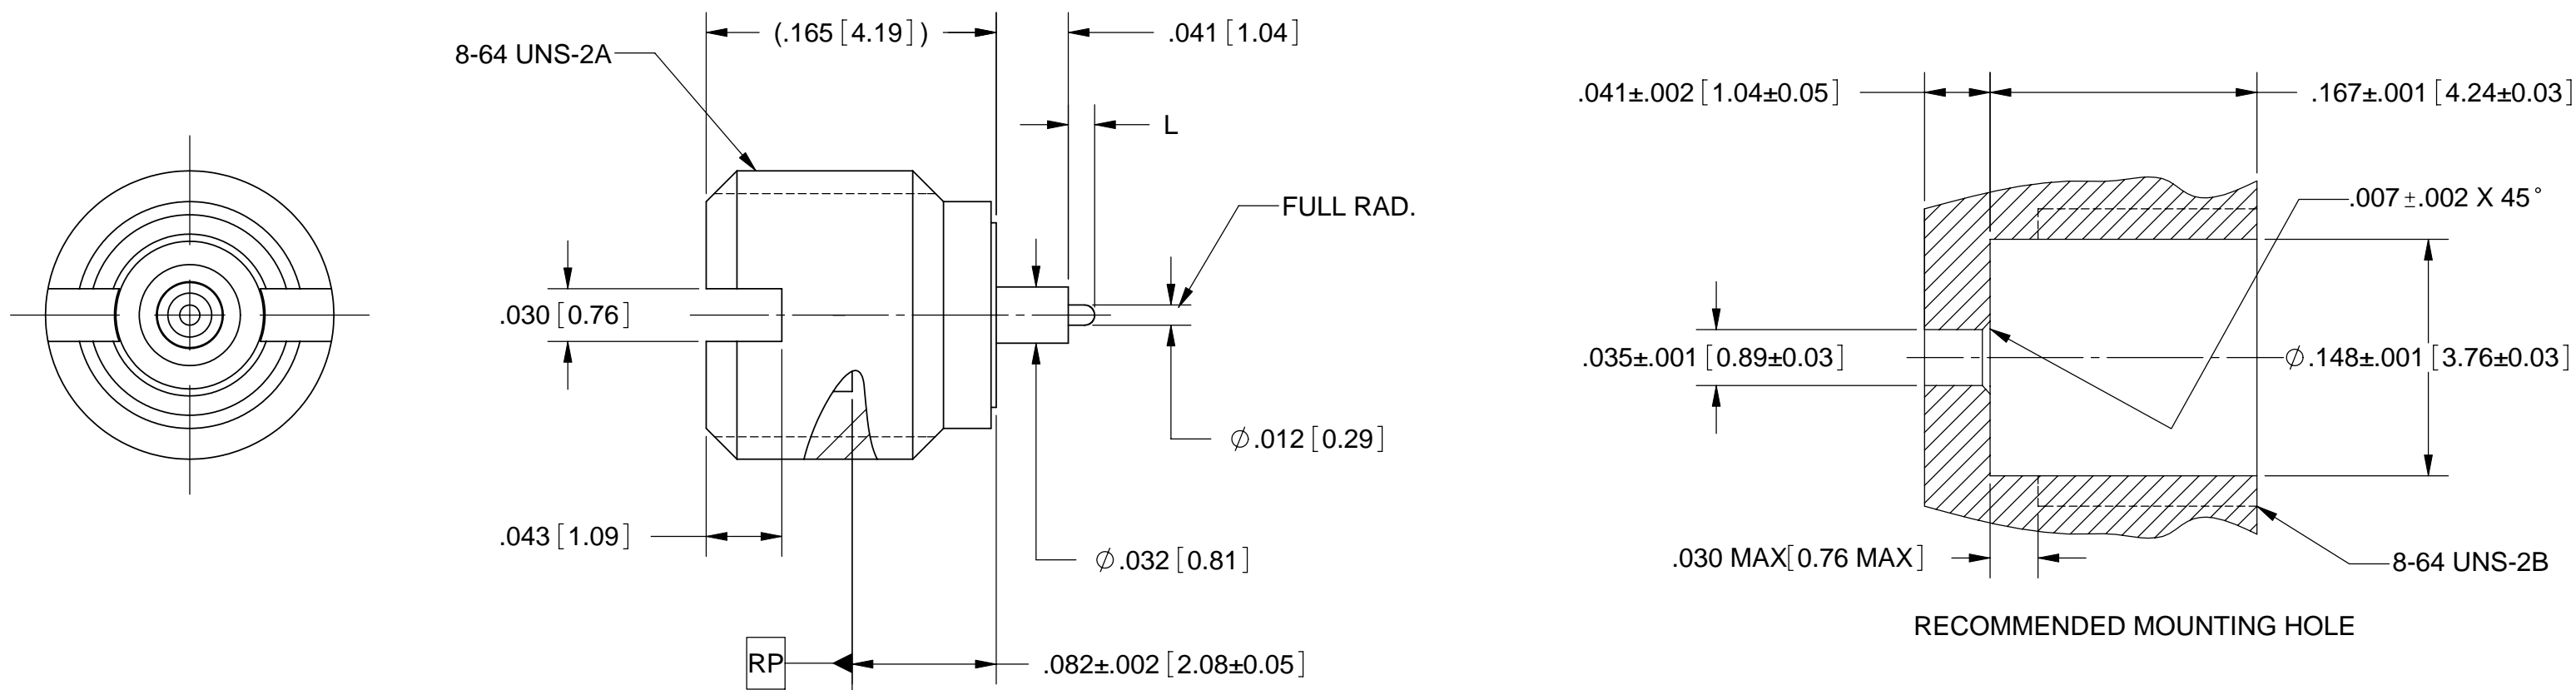 (.165 [4.19])
.041 [1.04]
8-64 UNS-2A
L
FULL RAD.
.030 [0.76]
⌀.012 [0.29]
.043 [1.09]
⌀.032 [0.81]
RP
.082±.002 [2.08±0.05]
.041±.002 [1.04±0.05]
.167±.001 [4.24±0.03]
.007±.002 X 45°
.035±.001 [0.89±0.03]
⌀.148±.001 [3.76±0.03]
.030 MAX[0.76 MAX]
8-64 UNS-2B
RECOMMENDED MOUNTING HOLE